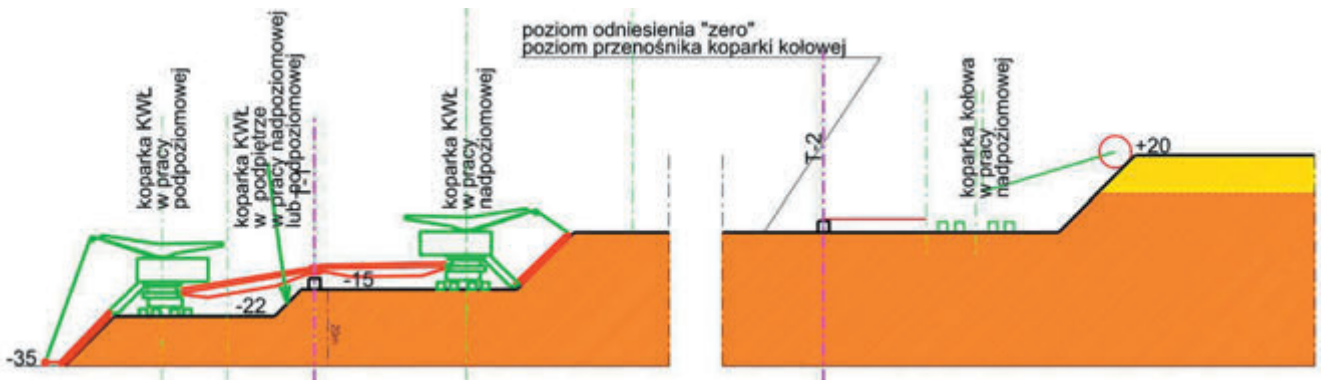 poziom odniesienia "zero"
poziom przenośnika koparki kołowej
koparka KWŁ
w pracy
podpoziomowej
koparka KWŁ
w podpiętrze
w pracy nadpoziomowej
lub podpoziomowej
T-1
koparka KWŁ
w pracy
nadpoziomowej
T-2
koparka kołowa
w pracy
nadpoziomowej
+20
-15
-22
-35